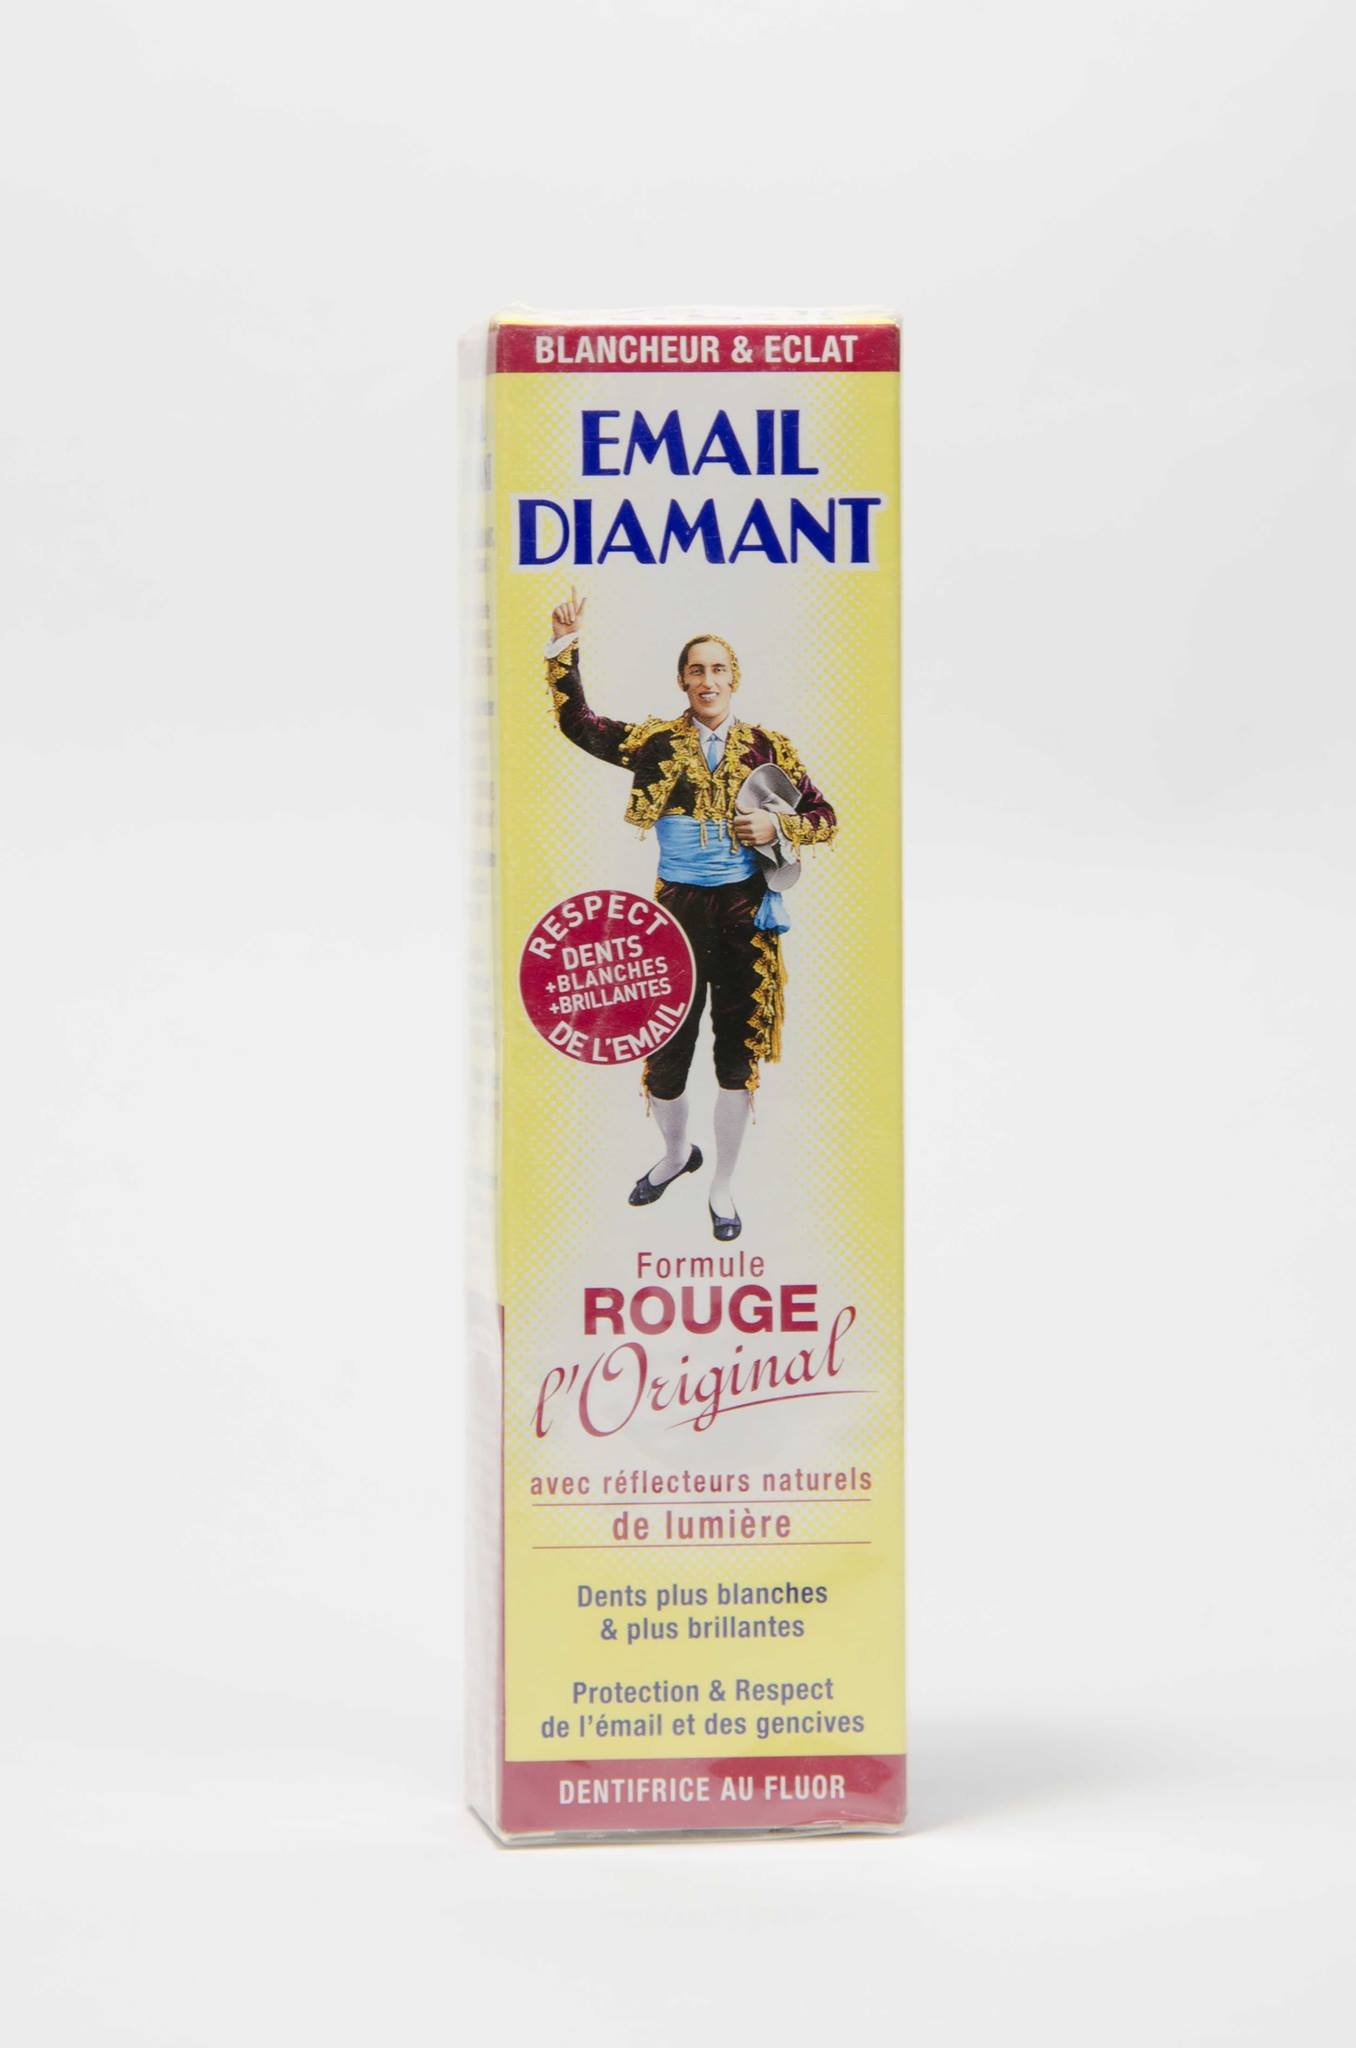 BLANCHEUR & ECLAT
EMAIL
DIAMANT
RESPECT
DENTS
+BLANCHES
+BRILLANTES
DE L'EMAIL
Formule
ROUGE
l'Original
avec réflecteurs naturels
de lumière
Dents plus blanches
& plus brillantes
Protection & Respect
de l'émail et des gencives
DENTIFRICE AU FLUOR